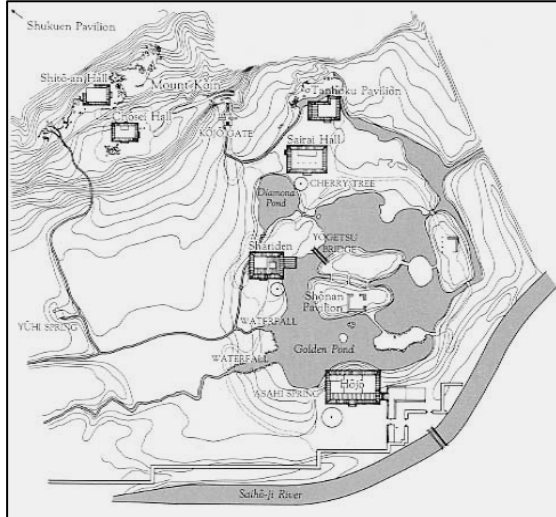 Shukuen Pavilion
Shitō-an Hall
Mount Kōin
Chōsei Hall
KŌJŌ GATE
Tanhoku Pavilion
Sairai Hall
CHERRY TREE
Diamond
Pond
YŌGETSU
BRIDGE
Shariden
Shōnan
Pavilion
YŪHI SPRING
WATERFALL
WATERFALL
Golden Pond
ASAHI SPRING
Hōjō
Saihō-ji River